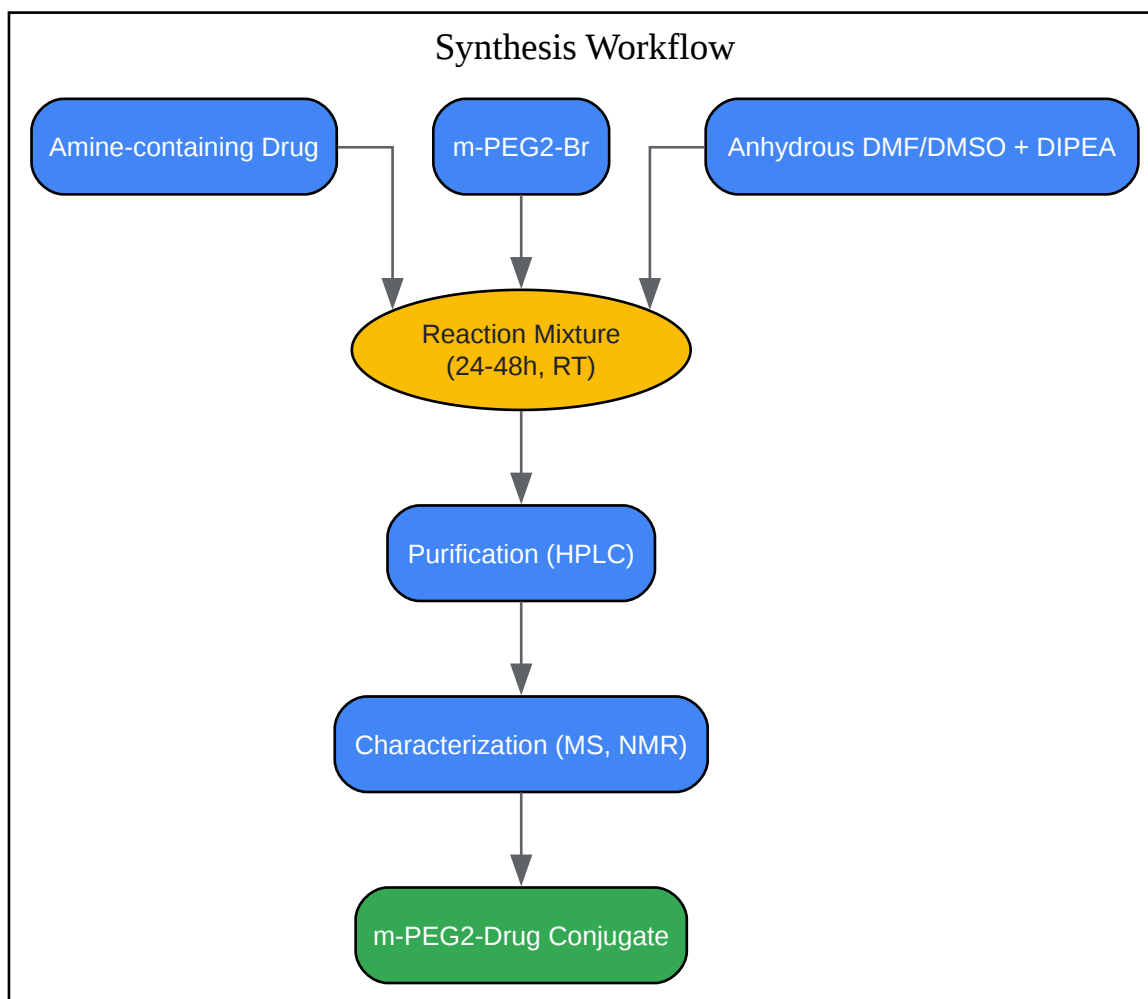 Synthesis Workflow
Amine-containing Drug
m-PEG2-Br
Anhydrous DMF/DMSO + DIPEA
Reaction Mixture
(24-48h, RT)
Purification (HPLC)
Characterization (MS, NMR)
m-PEG2-Drug Conjugate